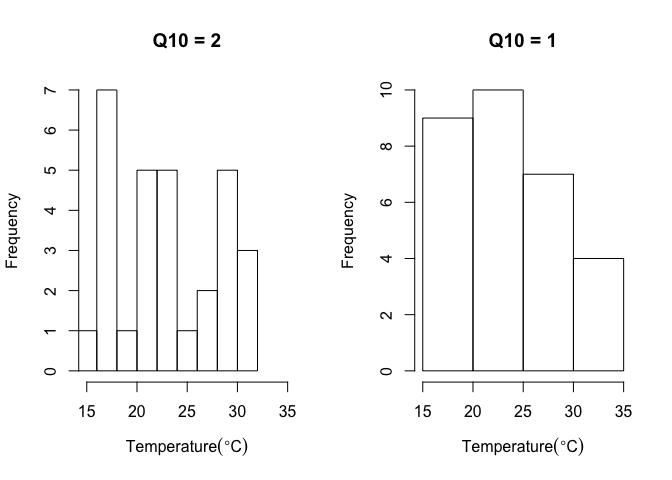 Q10 = 2
Frequency
0 1 2 3 4 5 6 7
15 20 25 30 35
Temperature(°C)
Q10 = 1
Frequency
0 2 4 6 8 10
15 20 25 30 35
Temperature(°C)